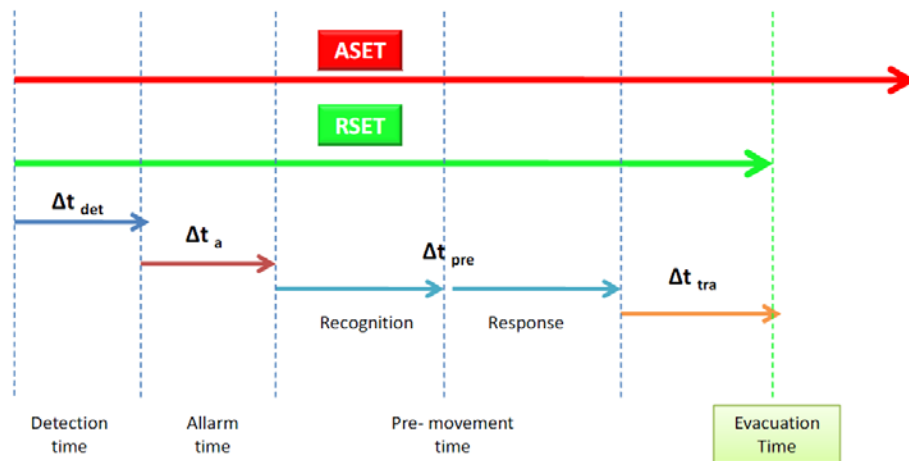 ASET
RSET
Δt det
Δt a
Δt pre
Δt tra
Recognition
Response
Detection
time
Allarm
time
Pre- movement
time
Evacuation
Time